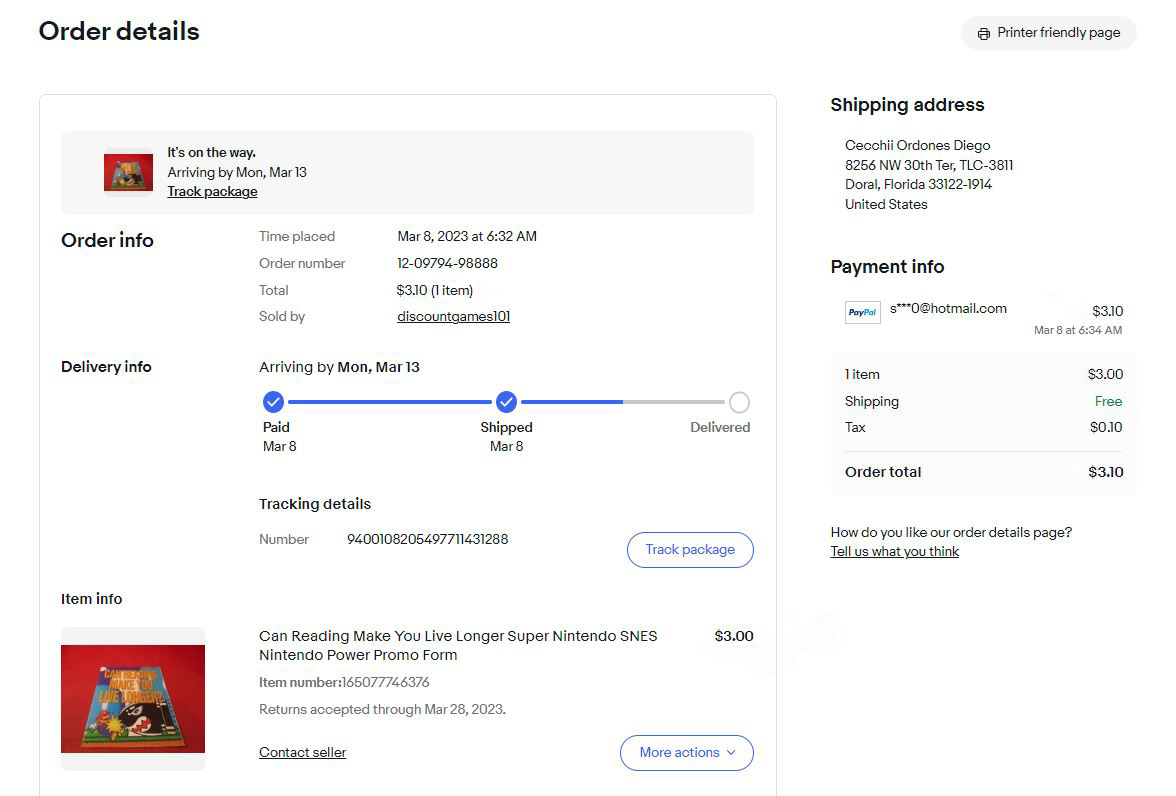 Order details
Printer friendly page
It's on the way.
Arriving by Mon, Mar 13
Track package
Order info
Time placed Mar 8, 2023 at 6:32 AM
Order number 12-09794-98888
Total $3.10 (1 item)
Sold by discountgames101
Delivery info
Arriving by Mon, Mar 13
Paid Shipped Delivered
Mar 8 Mar 8
Tracking details
Number 9400108205497711431288
Track package
Item info
CAN READING
MAKE YOU
LIVE LONGER?
Can Reading Make You Live Longer Super Nintendo SNES $3.00
Nintendo Power Promo Form
Item number:165077746376
Returns accepted through Mar 28, 2023.
Contact seller
More actions
Shipping address
Cecchii Ordones Diego
8256 NW 30th Ter, TLC-3811
Doral, Florida 33122-1914
United States
Payment info
PayPal s***0@hotmail.com $3.10
Mar 8 at 6:34 AM
1 item $3.00
Shipping Free
Tax $0.10
Order total $3.10
How do you like our order details page?
Tell us what you think